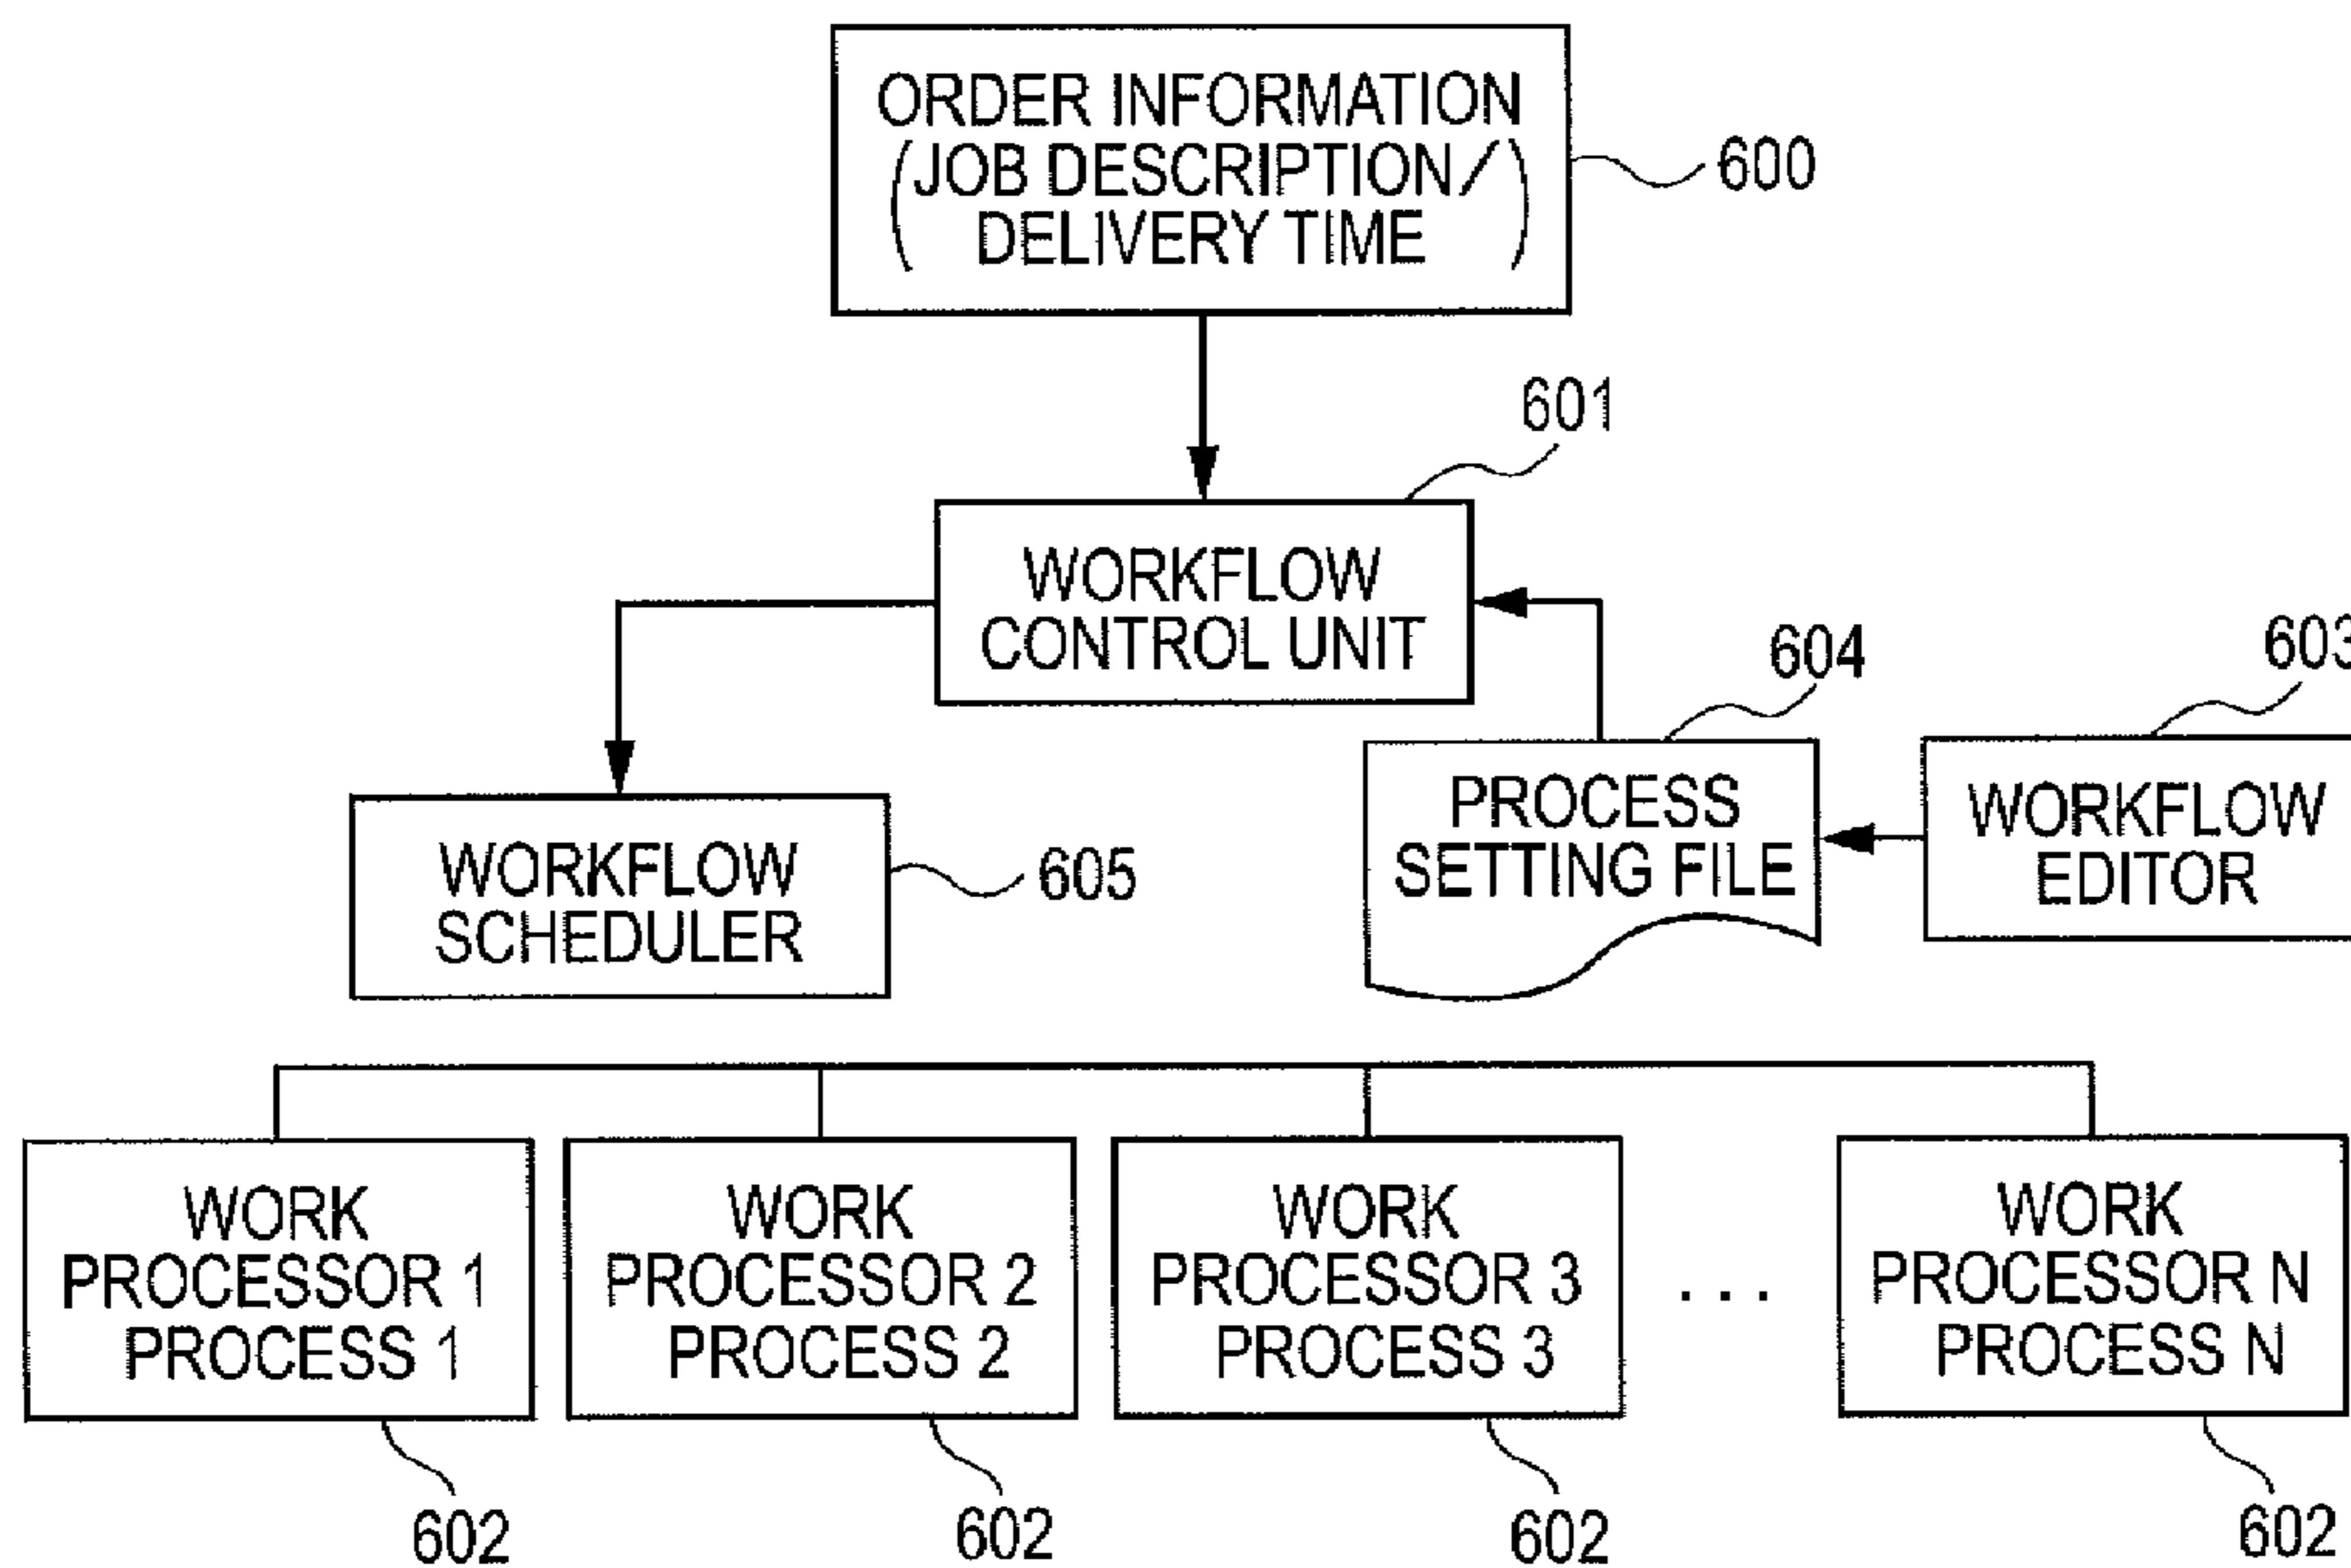 ORDER INFORMATION
(JOB DESCRIPTION/
DELIVERY TIME)
600
601
WORKFLOW
CONTROL UNIT
604
603
PROCESS
SETTING FILE
WORKFLOW
EDITOR
WORKFLOW
SCHEDULER
605
WORK
PROCESSOR 1
PROCESS 1
WORK
PROCESSOR 2
PROCESS 2
WORK
PROCESSOR 3
PROCESS 3
...
WORK
PROCESSOR N
PROCESS N
602
602
602
602